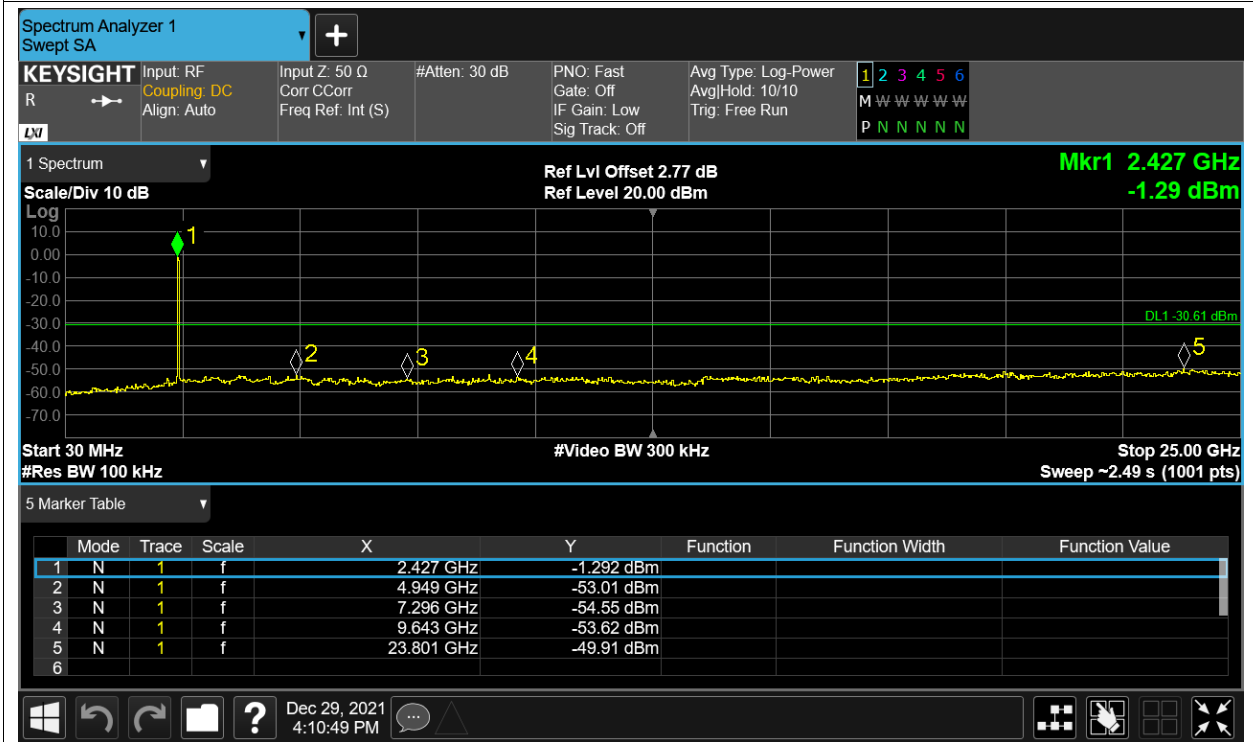 Spectrum Analyzer 1
Swept SA
+
KEYSIGHT
R
LXI
Input: RF
Coupling: DC
Align: Auto
Input Z: 50 Ω
Corr CCorr
Freq Ref: Int (S)
#Atten: 30 dB
PNO: Fast
Gate: Off
IF Gain: Low
Sig Track: Off
Avg Type: Log-Power
Avg|Hold: 10/10
Trig: Free Run
1 2 3 4 5 6
M W W W W W
P N N N N N
1 Spectrum
Scale/Div 10 dB
Ref Lvl Offset 2.77 dB
Ref Level 20.00 dBm
Mkr1 2.427 GHz
-1.29 dBm
Log
10.0
0.00
-10.0
-20.0
-30.0
-40.0
-50.0
-60.0
-70.0
1
2
3
4
5
DL1 -30.61 dBm
Start 30 MHz
#Res BW 100 kHz
#Video BW 300 kHz
Stop 25.00 GHz
Sweep ~2.49 s (1001 pts)
5 Marker Table
Mode Trace Scale X Y Function Function Width Function Value
1 N 1 f 2.427 GHz -1.292 dBm
2 N 1 f 4.949 GHz -53.01 dBm
3 N 1 f 7.296 GHz -54.55 dBm
4 N 1 f 9.643 GHz -53.62 dBm
5 N 1 f 23.801 GHz -49.91 dBm
6
?
Dec 29, 2021
4:10:49 PM